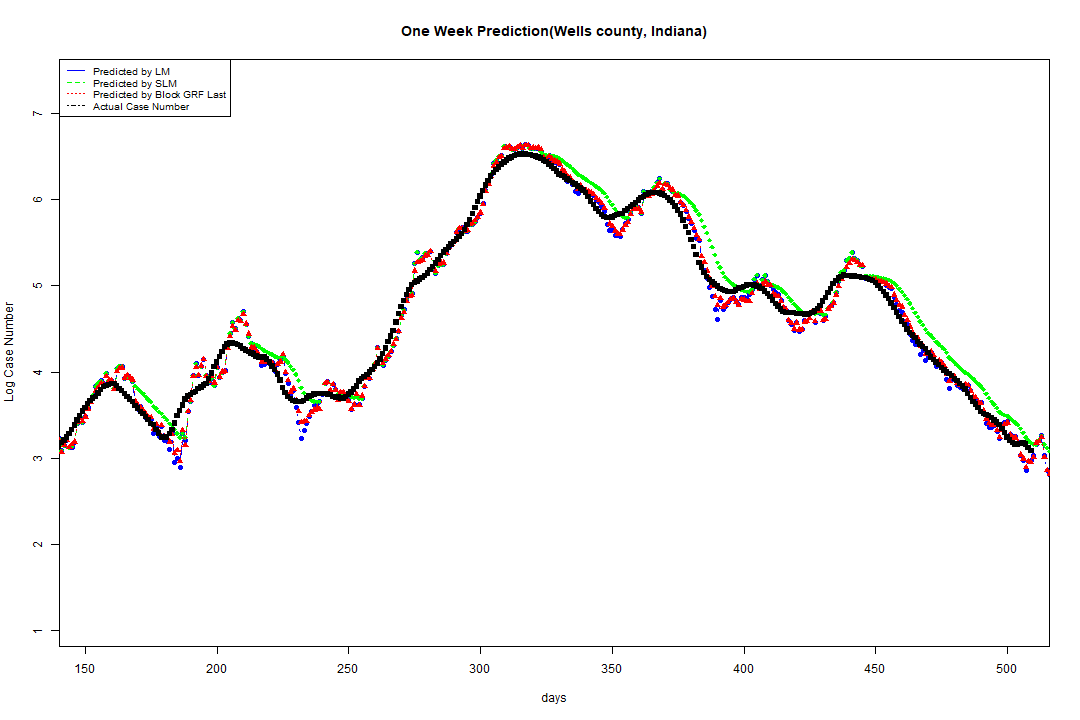 One Week Prediction(Wells county, Indiana)
Predicted by LM
Predicted by SLM
Predicted by Block GRF Last
Actual Case Number
7
6
5
4
3
2
1
Log Case Number
150 200 250 300 350 400 450 500
days